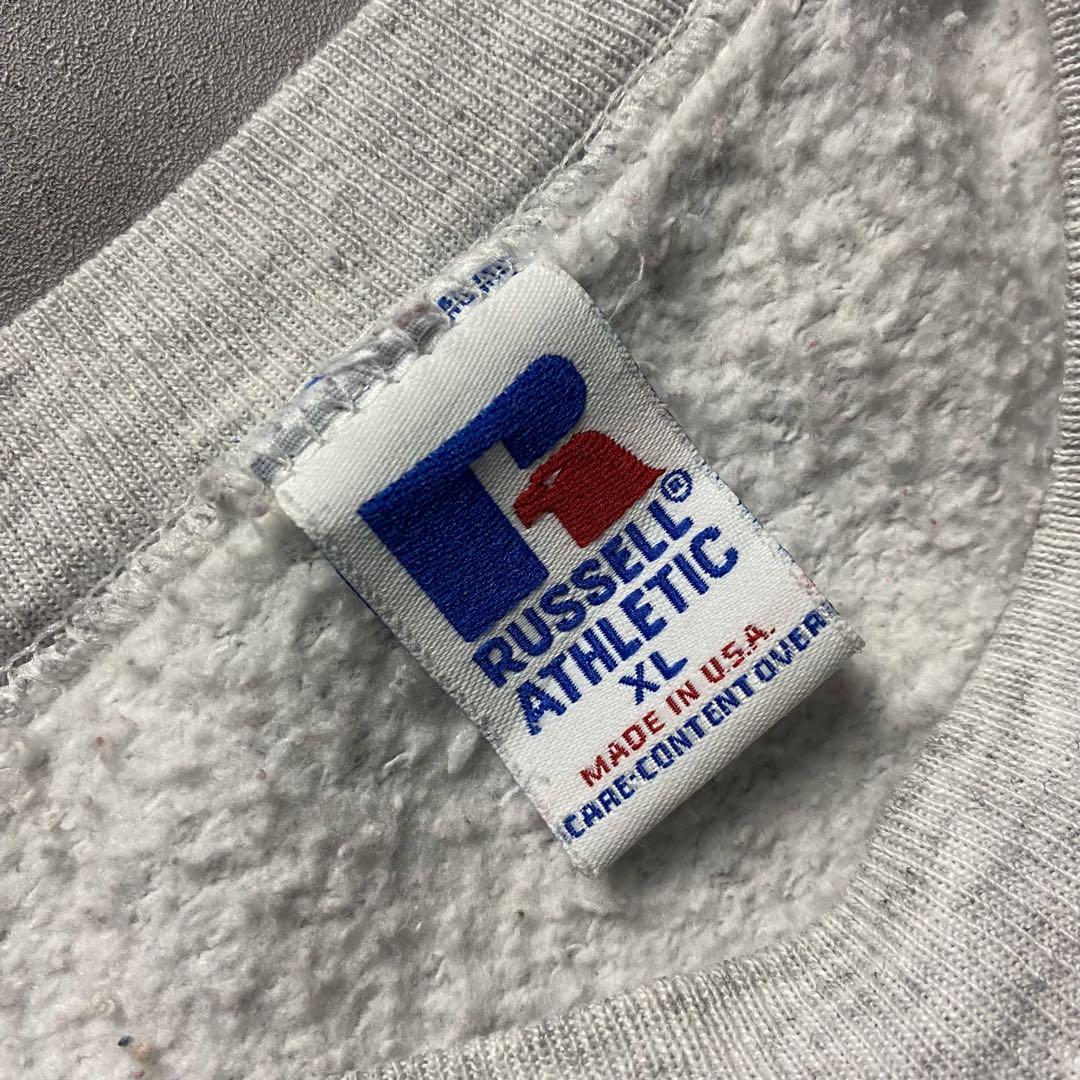 RUSSELL®
ATHLETIC
XL
MADE IN U.S.A.
CARE-CONTENT OVER